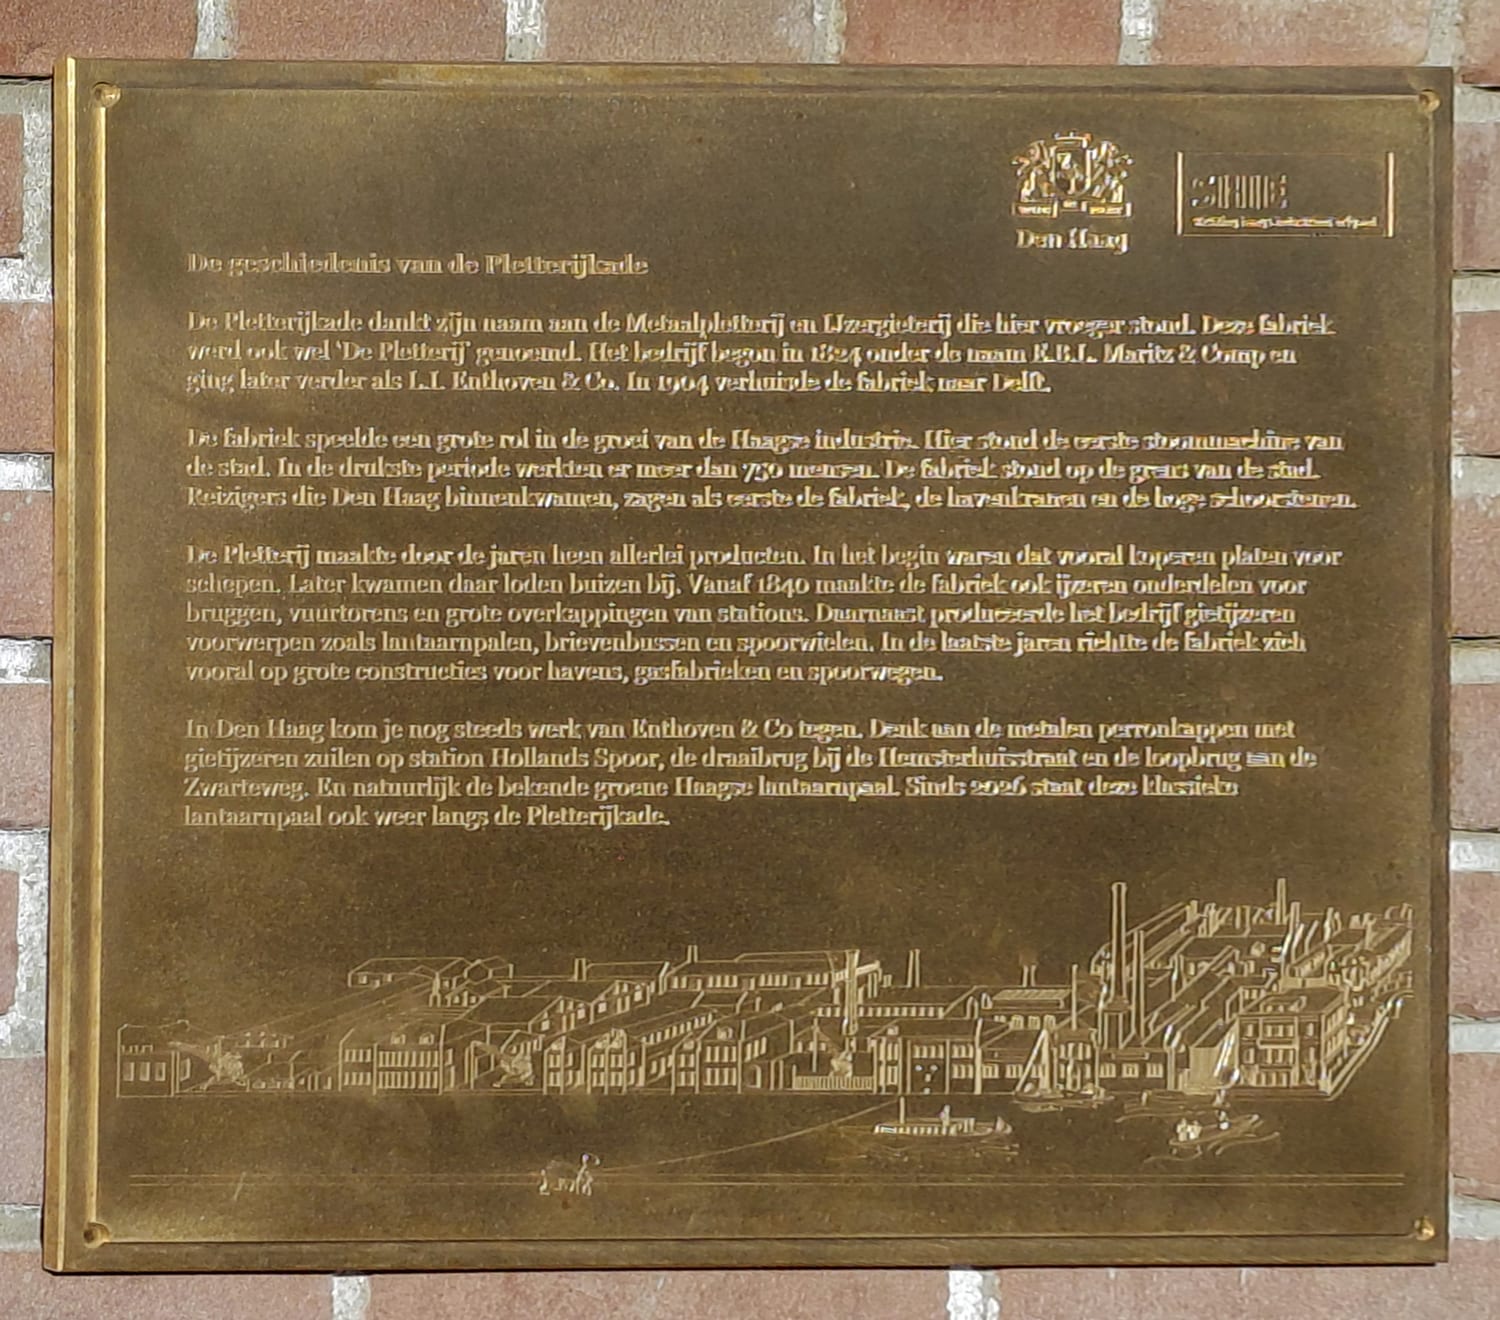 Den Haag
SHIE
De geschiedenis van de Pletterijkade
De Pletterijkade dankt zijn naam aan de Metaalpletterij en IJzergieterij die hier vroeger stond. Deze fabriek
werd ook wel ‘De Pletterij’ genoemd. Het bedrijf begon in 1824 onder de naam E.B.L. Maritz & Comp en
ging later verder als L.I. Enthoven & Co. In 1904 verhuisde de fabriek naar Delft.
De fabriek speelde een grote rol in de groei van de Haagse industrie. Hier stond de eerste stoommachine van
de stad. In de drukste periode werkten er meer dan 750 mensen. De fabriek stond op de grens van de stad.
Reizigers die Den Haag binnenkwamen, zagen als eerste de fabriek, de havenkranen en de hoge schoorstenen.
De Pletterij maakte door de jaren heen allerlei producten. In het begin waren dat vooral koperen platen voor
schepen. Later kwamen daar loden buizen bij. Vanaf 1840 maakte de fabriek ook ijzeren onderdelen voor
bruggen, vuurtorens en grote overkappingen van stations. Daarnaast produceerde het bedrijf gietijzeren
voorwerpen zoals lantaarnpalen, brievenbussen en spoorwielen. In de laatste jaren richtte de fabriek zich
vooral op grote constructies voor havens, gasfabrieken en spoorwegen.
In Den Haag kom je nog steeds werk van Enthoven & Co tegen. Denk aan de metalen perronkappen met
gietijzeren zuilen op station Hollands Spoor, de draaibrug bij de Hemsterhuisstraat en de loopbrug aan de
Zwarteweg. En natuurlijk de bekende groene Haagse lantaarnpaal. Sinds 2026 staat deze klassieke
lantaarnpaal ook weer langs de Pletterijkade.